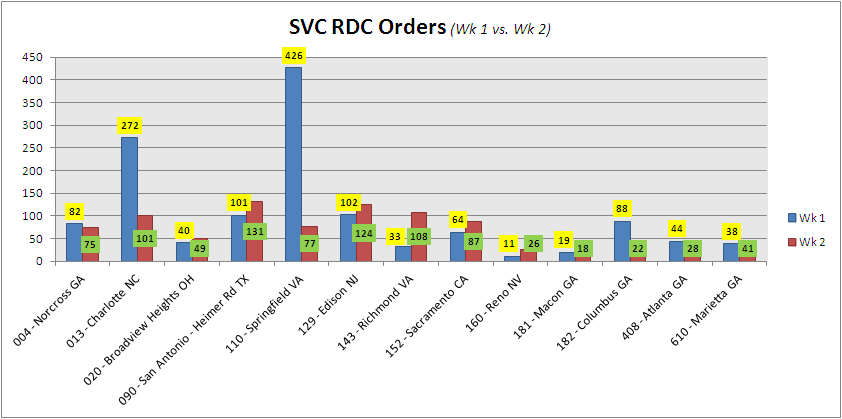 SVC RDC Orders (Wk 1 vs. Wk 2)
450
400
350
300
250
200
150
100
50
0
82
75
272
101
40
49
101
131
426
77
102
124
33
108
64
87
11
26
19
18
88
22
44
28
38
41
Wk 1
Wk 2
004 - Norcross GA
013 - Charlotte NC
020 - Broadview Heights OH
090 - San Antonio - Heimer Rd TX
110 - Springfield VA
129 - Edison NJ
143 - Richmond VA
152 - Sacramento CA
160 - Reno NV
181 - Macon GA
182 - Columbus GA
408 - Atlanta GA
610 - Marietta GA